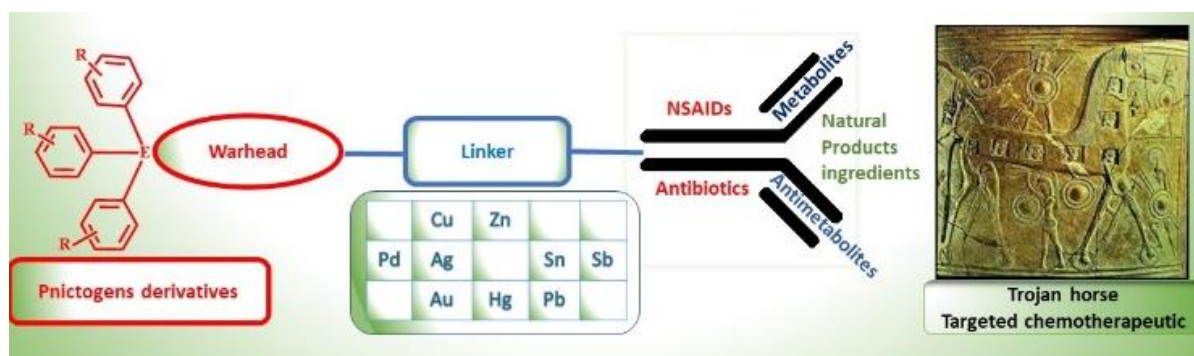 R
R
R
E
Warhead
Pnictogens derivatives
Linker
Cu Zn
Pd Ag Sn Sb
Au Hg Pb
NSAIDs
Antibiotics
Metabolites
Antimetabolites
Natural
Products
ingredients
Trojan horse
Targeted chemotherapeutic